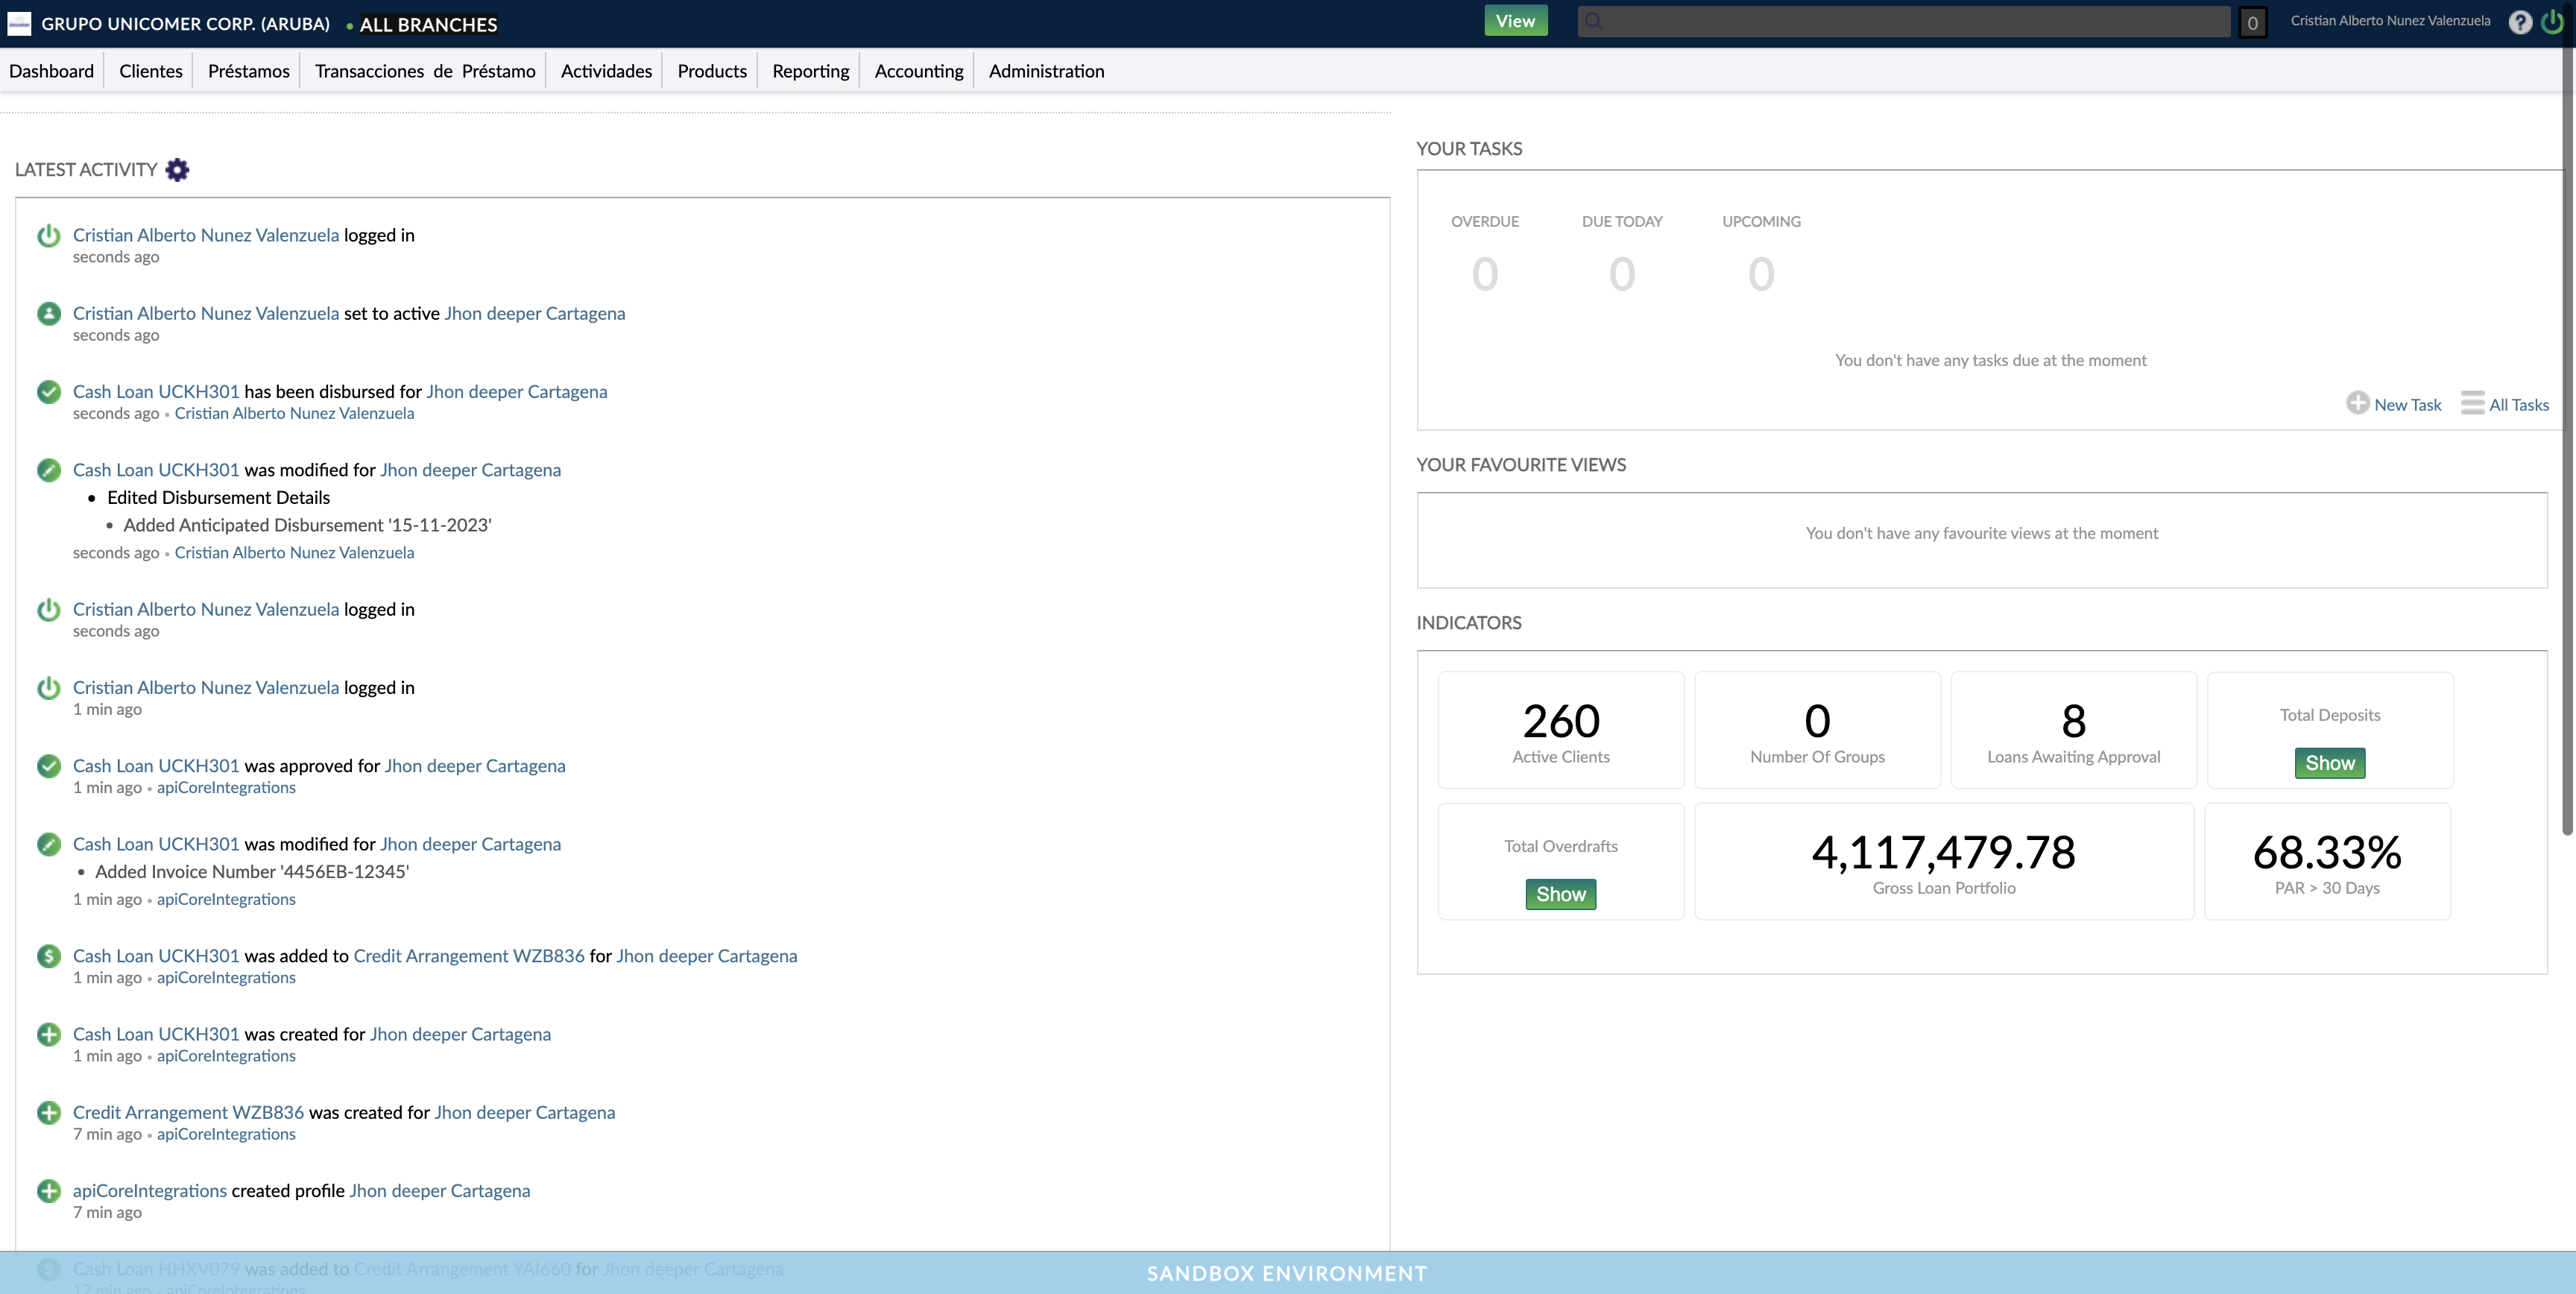 GRUPO UNICOMER CORP. (ARUBA) • ALL BRANCHES
View
0
Cristian Alberto Nunez Valenzuela
?
Dashboard Clientes Préstamos Transacciones de Préstamo Actividades Products Reporting Accounting Administration
LATEST ACTIVITY
Cristian Alberto Nunez Valenzuela logged in
seconds ago
Cristian Alberto Nunez Valenzuela set to active Jhon deeper Cartagena
seconds ago
Cash Loan UCKH301 has been disbursed for Jhon deeper Cartagena
seconds ago • Cristian Alberto Nunez Valenzuela
Cash Loan UCKH301 was modified for Jhon deeper Cartagena
• Edited Disbursement Details
• Added Anticipated Disbursement '15-11-2023'
seconds ago • Cristian Alberto Nunez Valenzuela
Cristian Alberto Nunez Valenzuela logged in
seconds ago
Cristian Alberto Nunez Valenzuela logged in
1 min ago
Cash Loan UCKH301 was approved for Jhon deeper Cartagena
1 min ago • apiCoreIntegrations
Cash Loan UCKH301 was modified for Jhon deeper Cartagena
• Added Invoice Number '4456EB-12345'
1 min ago • apiCoreIntegrations
Cash Loan UCKH301 was added to Credit Arrangement WZB836 for Jhon deeper Cartagena
1 min ago • apiCoreIntegrations
Cash Loan UCKH301 was created for Jhon deeper Cartagena
1 min ago • apiCoreIntegrations
Credit Arrangement WZB836 was created for Jhon deeper Cartagena
7 min ago • apiCoreIntegrations
apiCoreIntegrations created profile Jhon deeper Cartagena
7 min ago
Cash Loan HHXV079 was added to Credit Arrangement YAI660 for Jhon deeper Cartagena
17 min ago • apiCoreIntegrations
YOUR TASKS
OVERDUE DUE TODAY UPCOMING
0 0 0
You don't have any tasks due at the moment
New Task All Tasks
YOUR FAVOURITE VIEWS
You don't have any favourite views at the moment
INDICATORS
260
Active Clients
0
Number Of Groups
8
Loans Awaiting Approval
Total Deposits
Show
Total Overdrafts
Show
4,117,479.78
Gross Loan Portfolio
68.33%
PAR > 30 Days
SANDBOX ENVIRONMENT